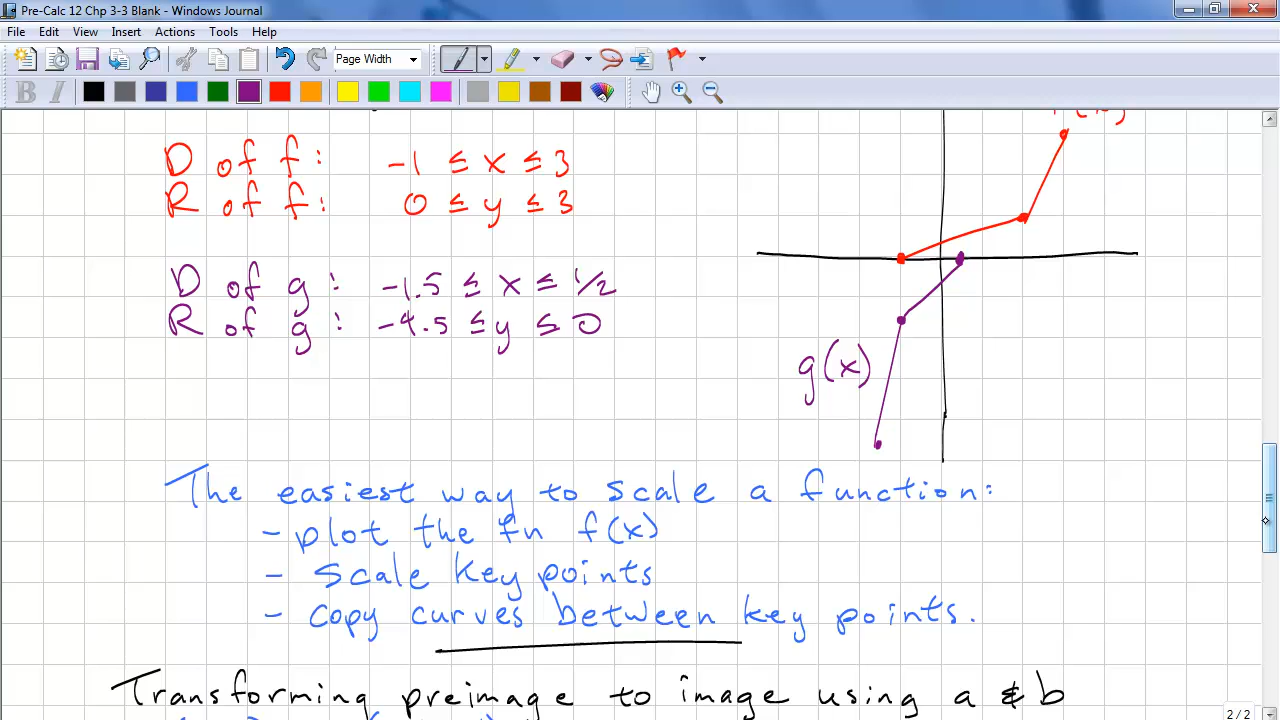 Pre-Calc 12 Chp 3-3 Blank - Windows Journal
File Edit View Insert Actions Tools Help
Page Width
B I
D of f: -1 ≤ x ≤ 3
R of f: 0 ≤ y ≤ 3
D of g: -1.5 ≤ x ≤ 1/2
R of g: -4.5 ≤ y ≤ 0
g(x)
The easiest way to scale a function:
- plot the fn f(x)
- scale key points
- copy curves between key points.
Transforming preimage to image using a & b
2/2